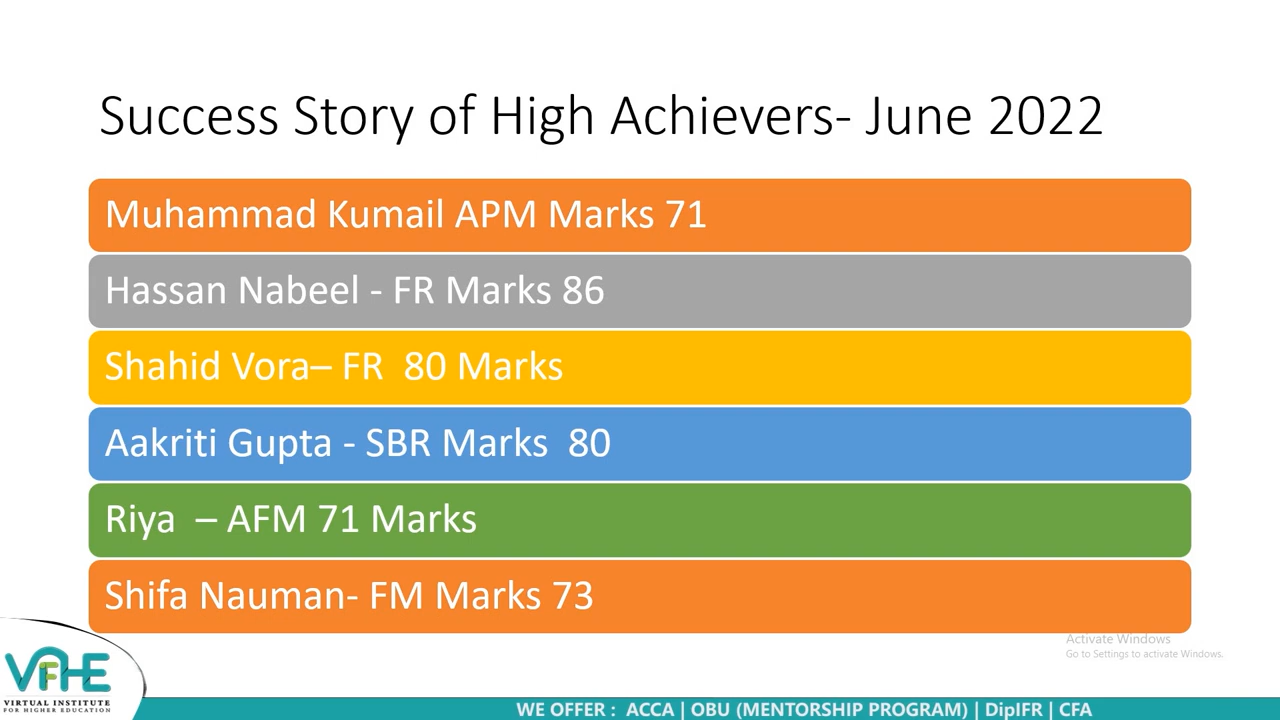 Success Story of High Achievers- June 2022
Muhammad Kumail APM Marks 71
Hassan Nabeel - FR Marks 86
Shahid Vora– FR  80 Marks
Aakriti Gupta - SBR Marks  80
Riya  – AFM 71 Marks
Shifa Nauman- FM Marks 73
Activate Windows
Go to Settings to activate Windows.
VIFHE
VIRTUAL INSTITUTE
FOR HIGHER EDUCATION
WE OFFER :  ACCA | OBU (MENTORSHIP PROGRAM) | DipIFR | CFA